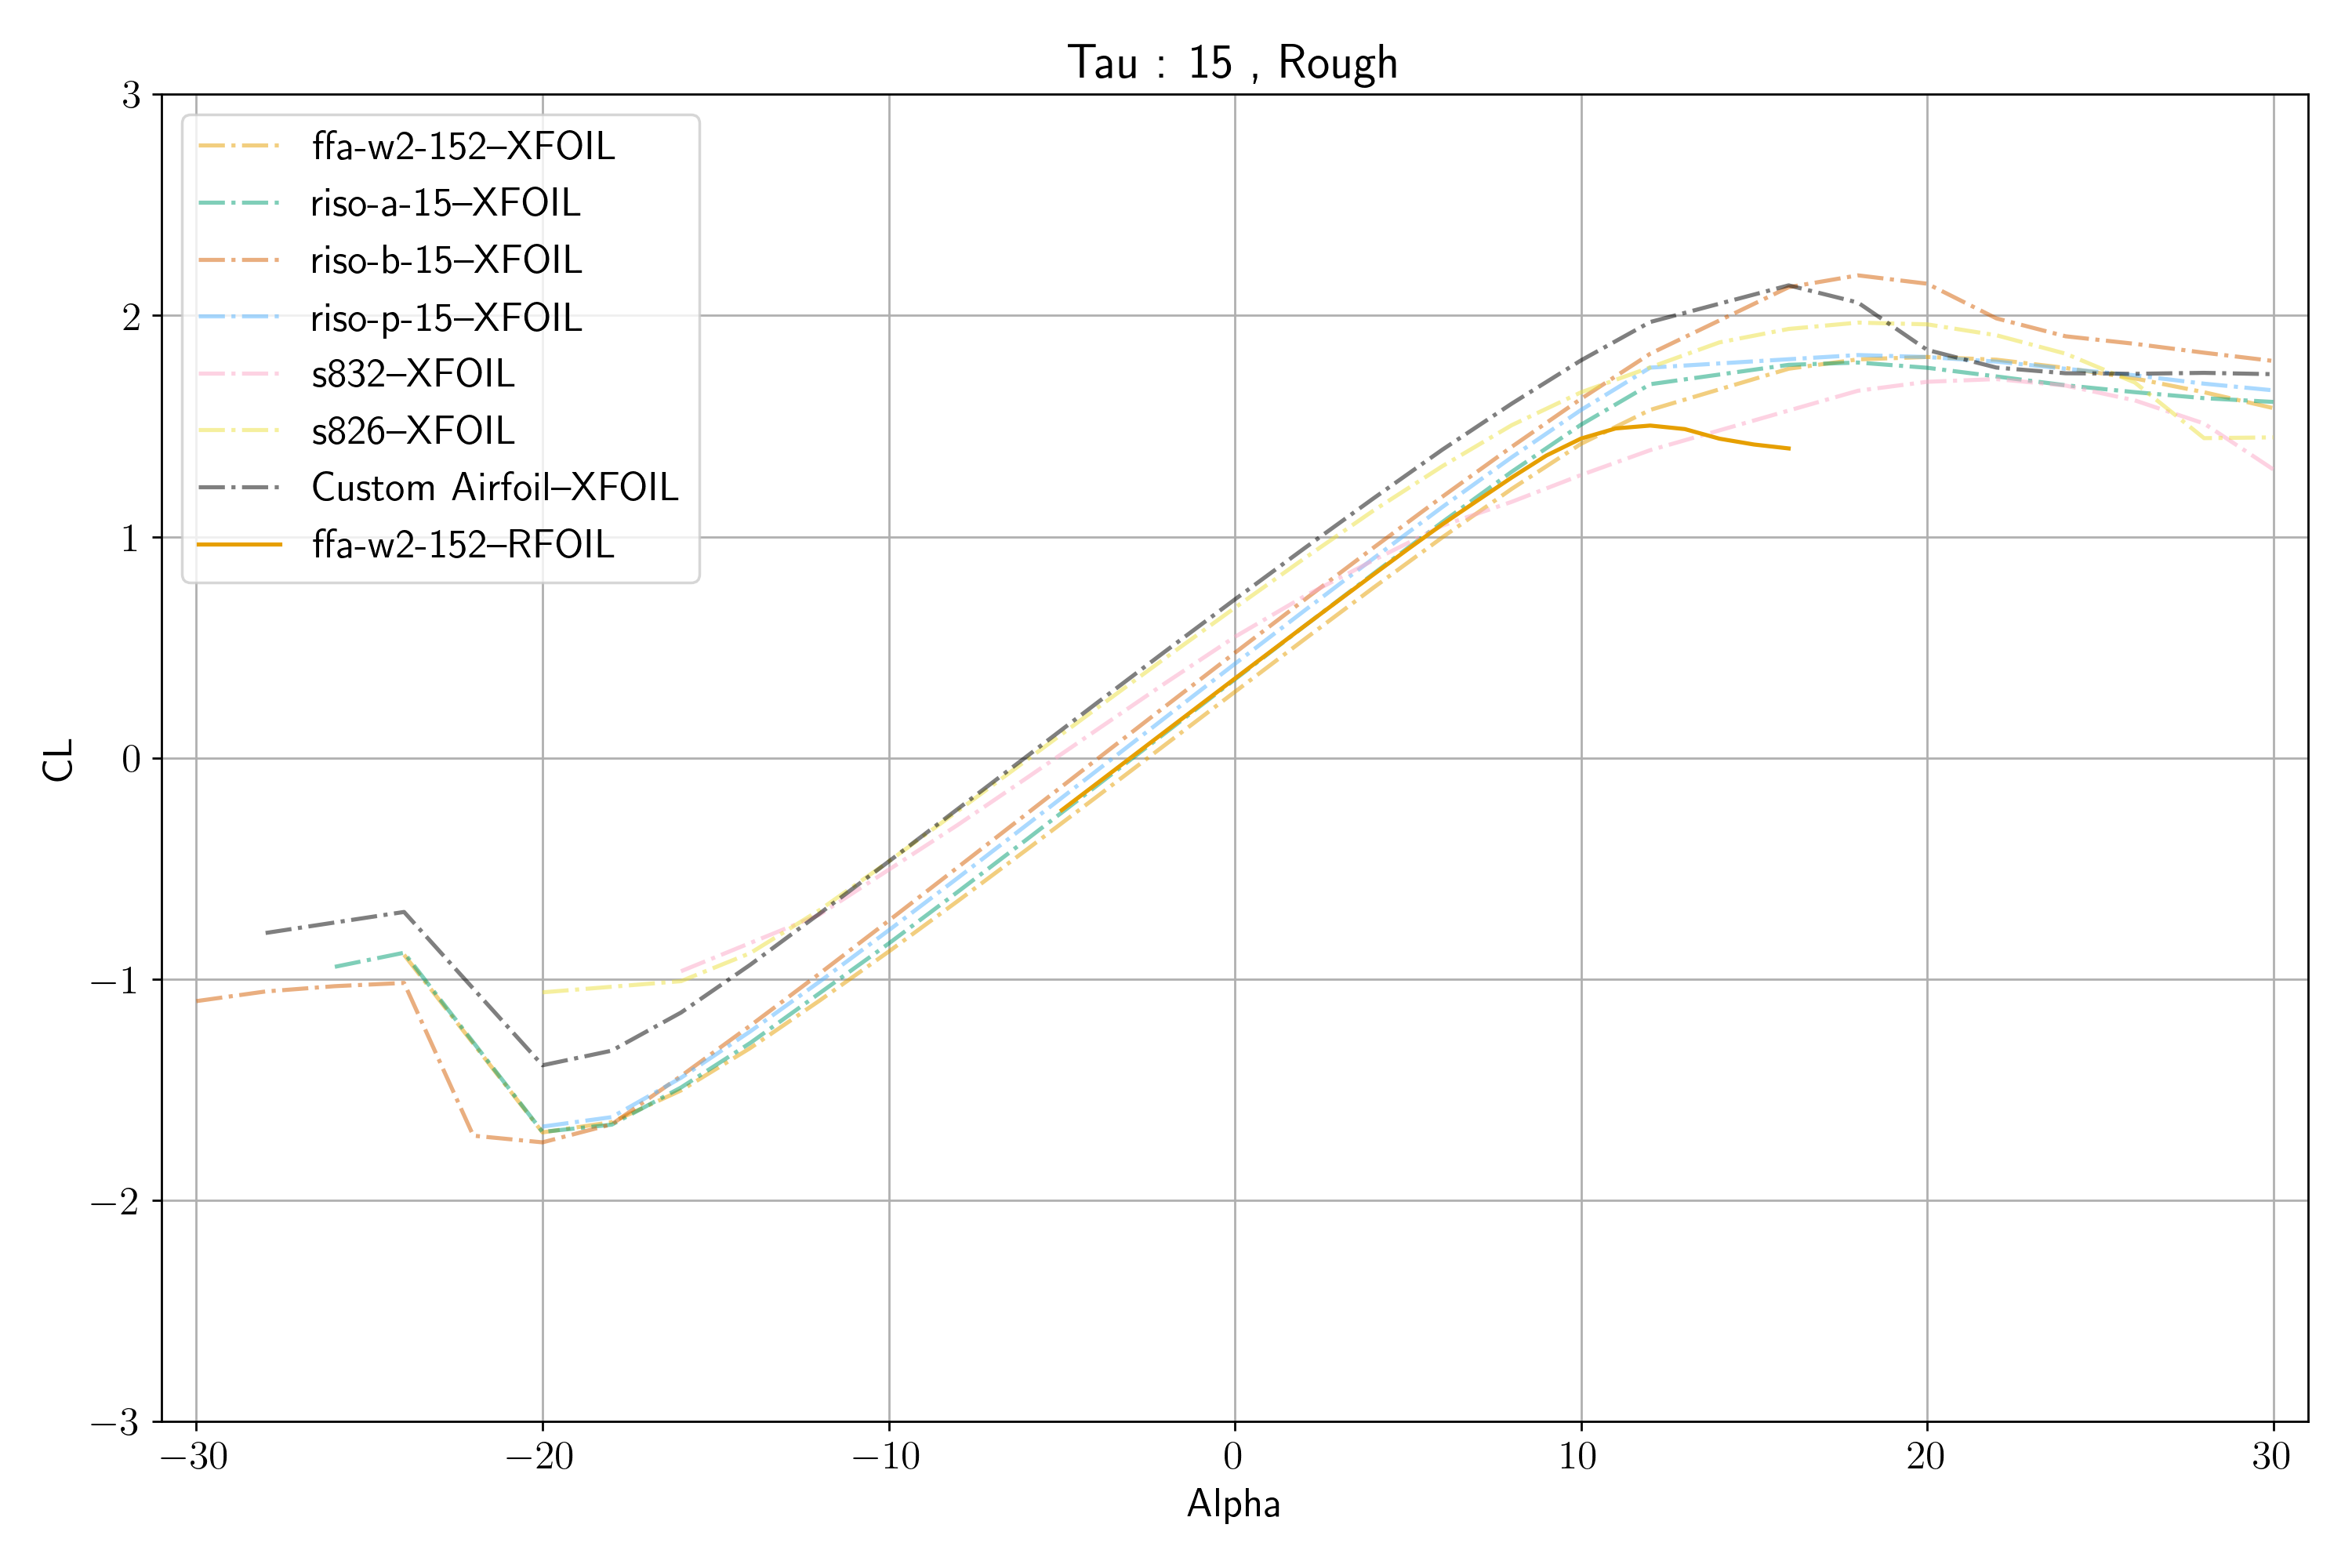 Tau : 15 , Rough
3
2
1
0
−1
−2
−3
CL
ffa-w2-152–XFOIL
riso-a-15–XFOIL
riso-b-15–XFOIL
riso-p-15–XFOIL
s832–XFOIL
s826–XFOIL
Custom Airfoil–XFOIL
ffa-w2-152–RFOIL
−30 −20 −10 0 10 20 30
Alpha